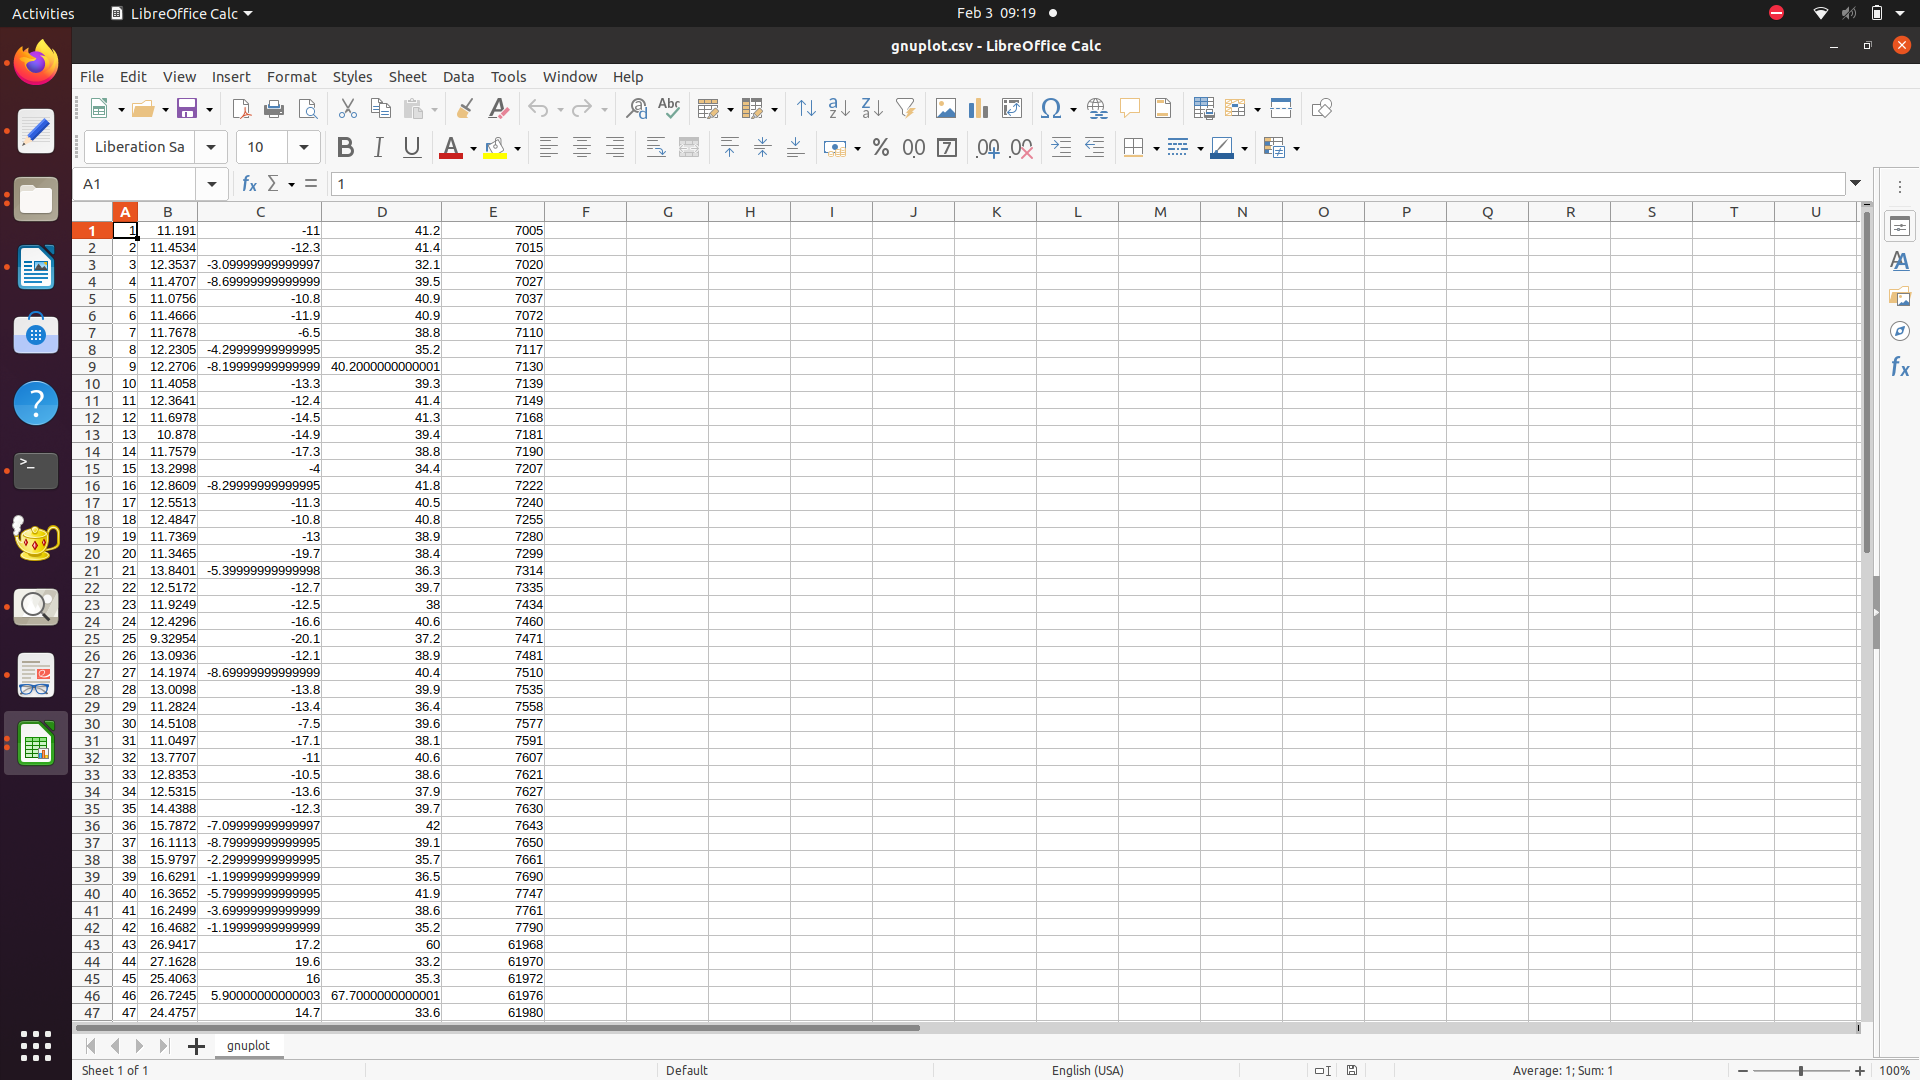 Activities LibreOffice Calc Feb 3 09:19
gnuplot.csv - LibreOffice Calc
File Edit View Insert Format Styles Sheet Data Tools Window Help
Liberation Sa 10
A1 1
A B C D E F G H I J K L M N O P Q R S T U
1 1 11.191 -11 41.2 7005
2 2 11.4534 -12.3 41.4 7015
3 3 12.3537 -3.09999999999997 32.1 7020
4 4 11.4707 -8.69999999999999 39.5 7027
5 5 11.0756 -10.8 40.9 7037
6 6 11.4666 -11.9 40.9 7072
7 7 11.7678 -6.5 38.8 7110
8 8 12.2305 -4.29999999999995 35.2 7117
9 9 12.2706 -8.19999999999999 40.2000000000001 7130
10 10 11.4058 -13.3 39.3 7139
11 11 12.3641 -12.4 41.4 7149
12 12 11.6978 -14.5 41.3 7168
13 13 10.878 -14.9 39.4 7181
14 14 11.7579 -17.3 38.8 7190
15 15 13.2998 -4 34.4 7207
16 16 12.8609 -8.29999999999995 41.8 7222
17 17 12.5513 -11.3 40.5 7240
18 18 12.4847 -10.8 40.8 7255
19 19 11.7369 -13 38.9 7280
20 20 11.3465 -19.7 38.4 7299
21 21 13.8401 -5.39999999999998 36.3 7314
22 22 12.5172 -12.7 39.7 7335
23 23 11.9249 -12.5 38 7434
24 24 12.4296 -16.6 40.6 7460
25 25 9.32954 -20.1 37.2 7471
26 26 13.0936 -12.1 38.9 7481
27 27 14.1974 -8.69999999999999 40.4 7510
28 28 13.0098 -13.8 39.9 7535
29 29 11.2824 -13.4 36.4 7558
30 30 14.5108 -7.5 39.6 7577
31 31 11.0497 -17.1 38.1 7591
32 32 13.7707 -11 40.6 7607
33 33 12.8353 -10.5 38.6 7621
34 34 12.5315 -13.6 37.9 7627
35 35 14.4388 -12.3 39.7 7630
36 36 15.7872 -7.09999999999997 42 7643
37 37 16.1113 -8.79999999999995 39.1 7650
38 38 15.9797 -2.29999999999995 35.7 7661
39 39 16.6291 -1.19999999999999 36.5 7690
40 40 16.3652 -5.79999999999995 41.9 7747
41 41 16.2499 -3.69999999999999 38.6 7761
42 42 16.4682 -1.19999999999999 35.2 7790
43 43 26.9417 17.2 60 61968
44 44 27.1628 19.6 33.2 61970
45 45 25.4063 16 35.3 61972
46 46 26.7245 5.90000000000003 67.7000000000001 61976
47 47 24.4757 14.7 33.6 61980
gnuplot
Sheet 1 of 1 Default English (USA) Average: 1; Sum: 1 100%